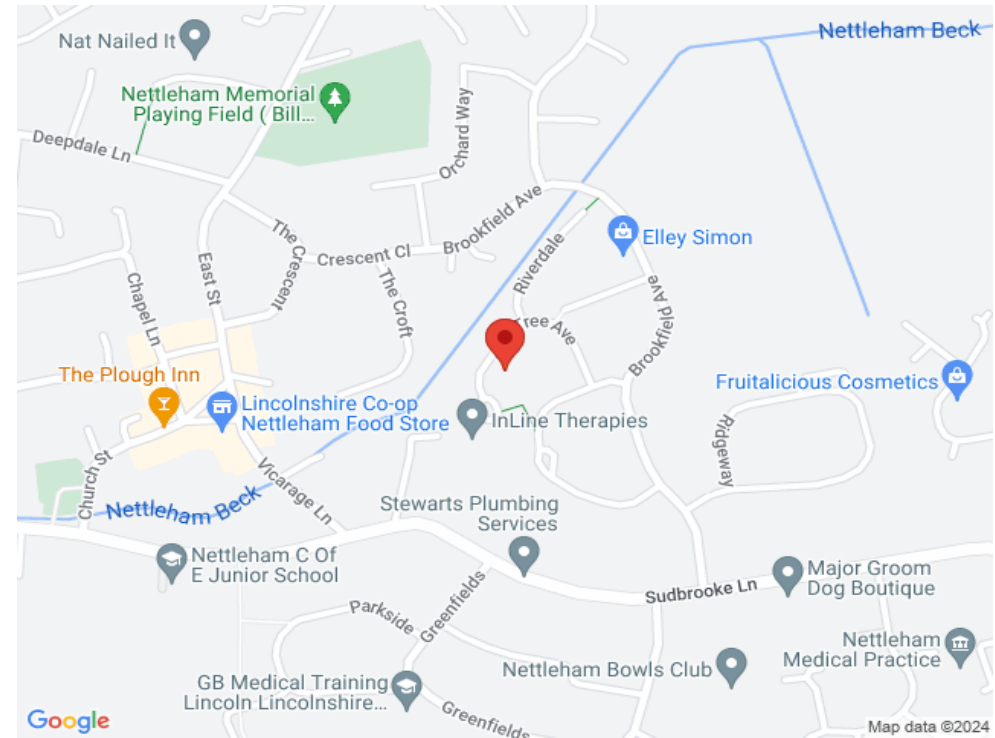 Nettleham Beck
Nat Nailed It
Nettleham Memorial
Playing Field ( Bill...
Deepdale Ln
Orchard Way
The Crescent
Crescent Cl
Brookfield Ave
Elley Simon
East St
Chapel Ln
The Croft
Riverdale
Tree Ave
Brookfield Ave
The Plough Inn
Lincolnshire Co-op
Nettleham Food Store
InLine Therapies
Fruitalicious Cosmetics
Ridgeway
Church St
Nettleham Beck
Vicarage Ln
Stewarts Plumbing
Services
Nettleham C Of
E Junior School
Sudbrooke Ln
Major Groom
Dog Boutique
Parkside
Greenfields
Nettleham Bowls Club
Nettleham
Medical Practice
GB Medical Training
Lincoln Lincolnshire...
Greenfields
Google
Map data ©2024